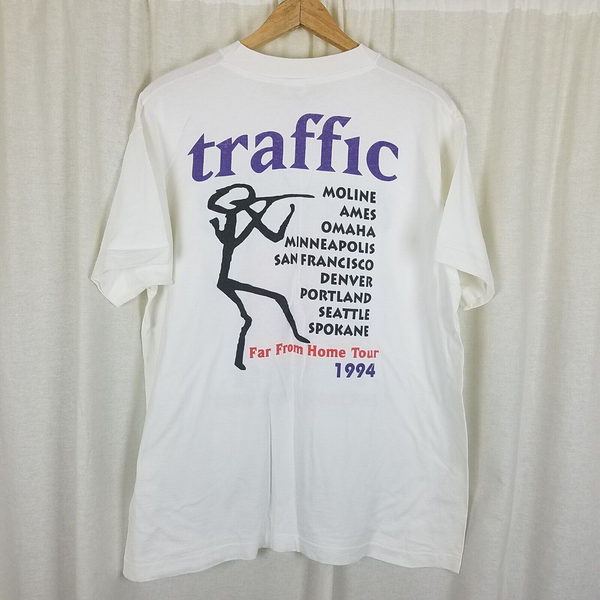 traffic
MOLINE
AMES
OMAHA
MINNEAPOLIS
SAN FRANCISCO
DENVER
PORTLAND
SEATTLE
SPOKANE
Far From Home Tour
1994